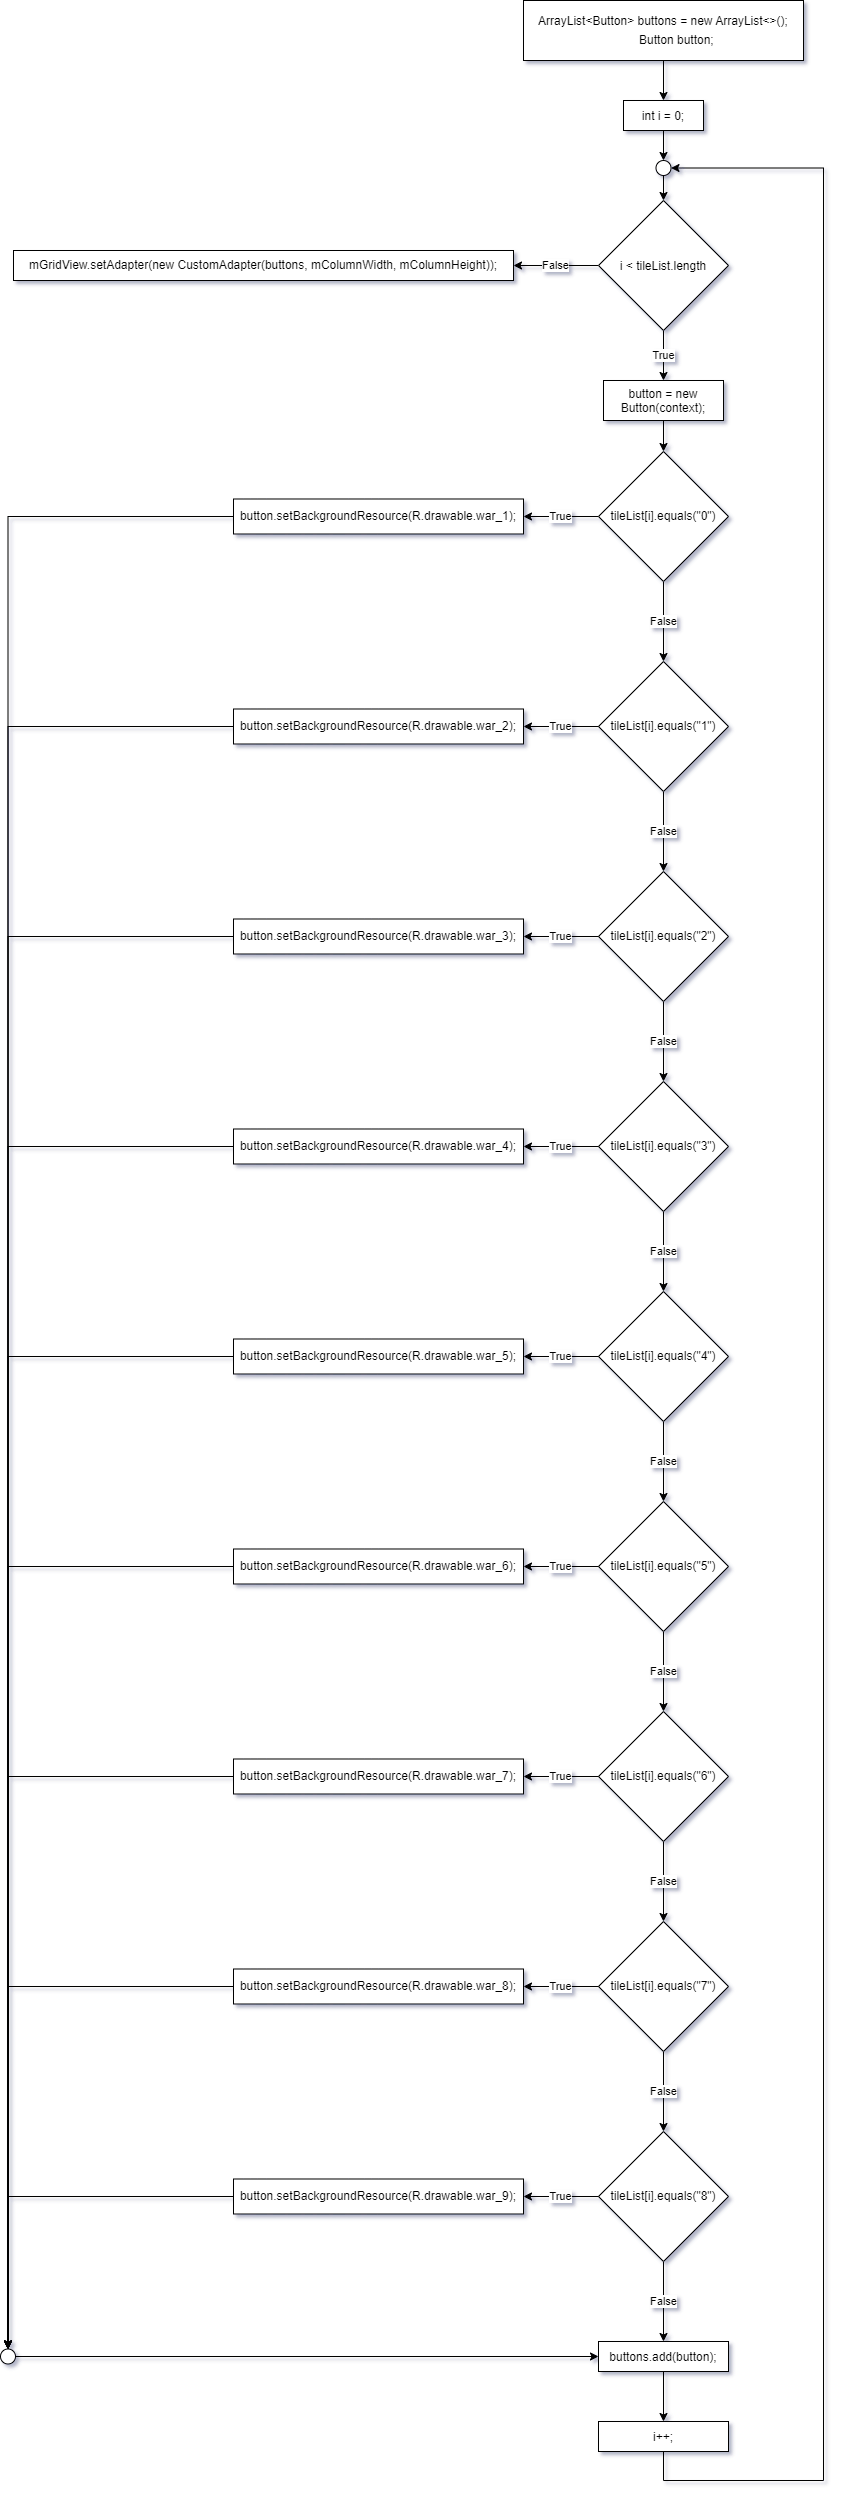 ArrayList<Button> buttons = new ArrayList<>();
Button button;
int i = 0;
i < tileList.length
False
mGridView.setAdapter(new CustomAdapter(buttons, mColumnWidth, mColumnHeight));
True
button = new
Button(context);
tileList[i].equals("0")
True
button.setBackgroundResource(R.drawable.war_1);
False
tileList[i].equals("1")
True
button.setBackgroundResource(R.drawable.war_2);
False
tileList[i].equals("2")
True
button.setBackgroundResource(R.drawable.war_3);
False
tileList[i].equals("3")
True
button.setBackgroundResource(R.drawable.war_4);
False
tileList[i].equals("4")
True
button.setBackgroundResource(R.drawable.war_5);
False
tileList[i].equals("5")
True
button.setBackgroundResource(R.drawable.war_6);
False
tileList[i].equals("6")
True
button.setBackgroundResource(R.drawable.war_7);
False
tileList[i].equals("7")
True
button.setBackgroundResource(R.drawable.war_8);
False
tileList[i].equals("8")
True
button.setBackgroundResource(R.drawable.war_9);
False
buttons.add(button);
i++;